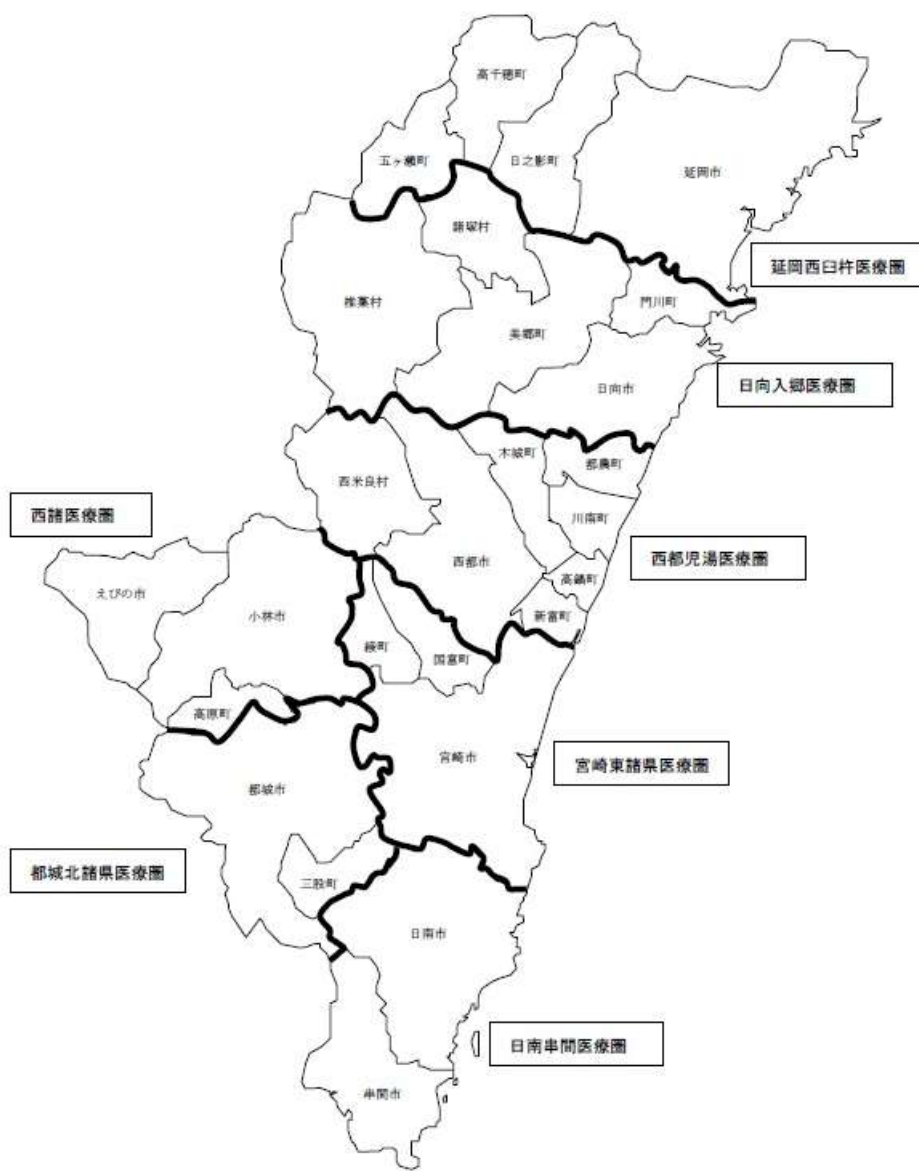 高千穂町
五ヶ瀬町
日之影町
延岡市
諸塚村
延岡西臼杵医療圏
椎葉村
門川町
美郷町
日向市
日向入郷医療圏
木城町
都農町
西米良村
西諸医療圏
川南町
西都市
西都児湯医療圏
高鍋町
えびの市
小林市
新富町
綾町
国富町
高原町
宮崎市
宮崎東諸県医療圏
都城市
都城北諸県医療圏
三股町
日南市
日南串間医療圏
串間市